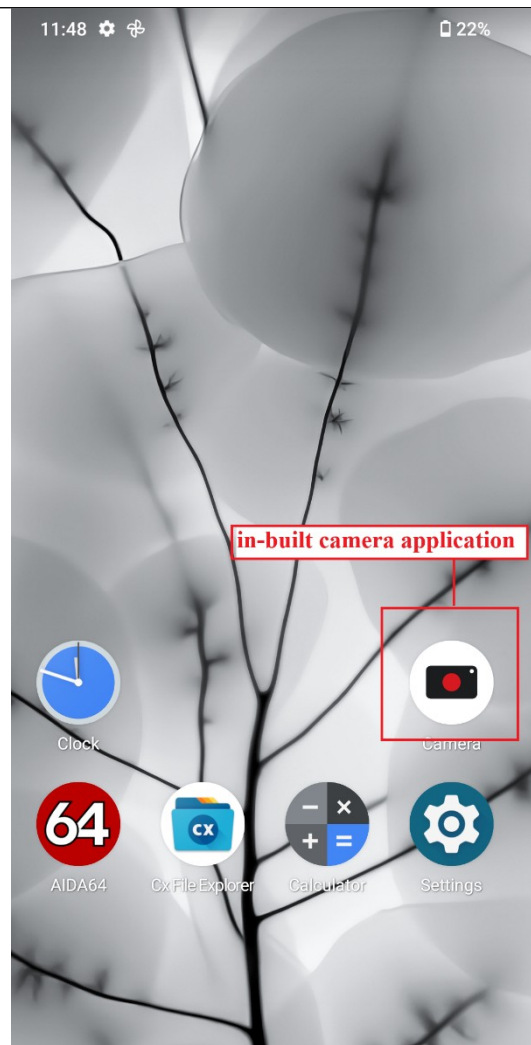 11:48
22%
in-built camera application
Clock
Camera
64
cx
AIDA64
Cx File Explorer
Calculator
Settings